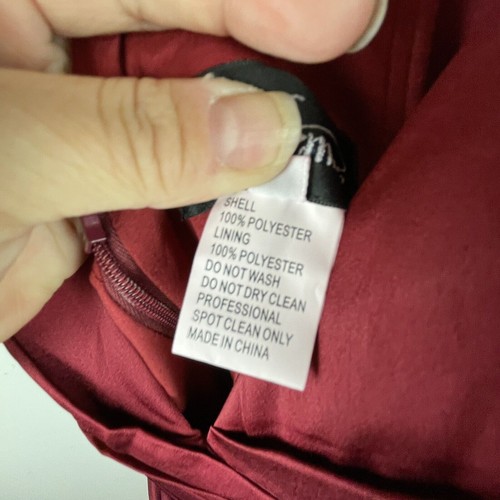 SHELL
100% POLYESTER
LINING
100% POLYESTER
DO NOT WASH
DO NOT DRY CLEAN
PROFESSIONAL
SPOT CLEAN ONLY
MADE IN CHINA